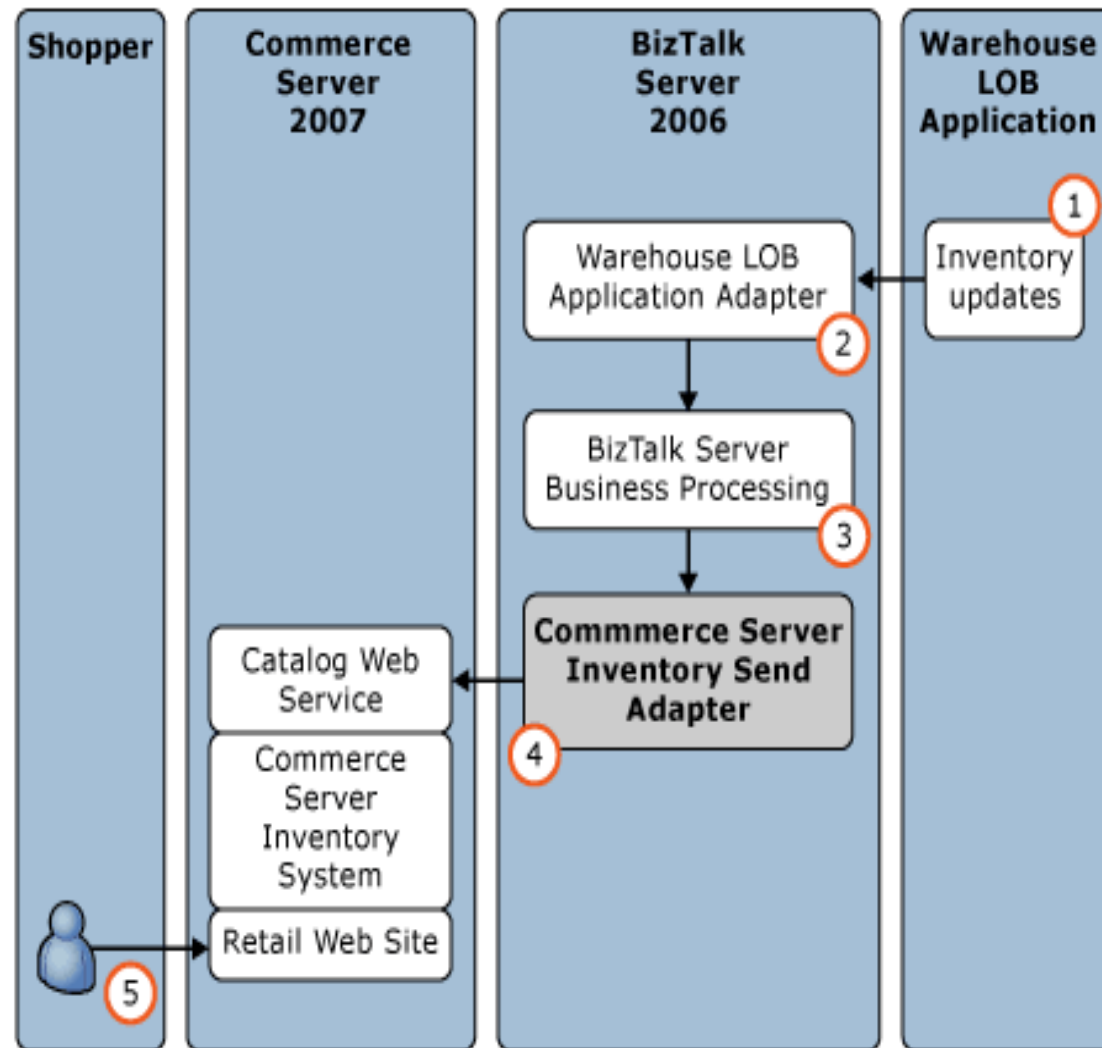 Shopper
Commerce
Server
2007
BizTalk
Server
2006
Warehouse
LOB
Application
1
Inventory
updates
Warehouse LOB
Application Adapter
2
BizTalk Server
Business Processing
3
Commmerce Server
Inventory Send
Adapter
4
Catalog Web
Service
Commerce
Server
Inventory
System
Retail Web Site
5